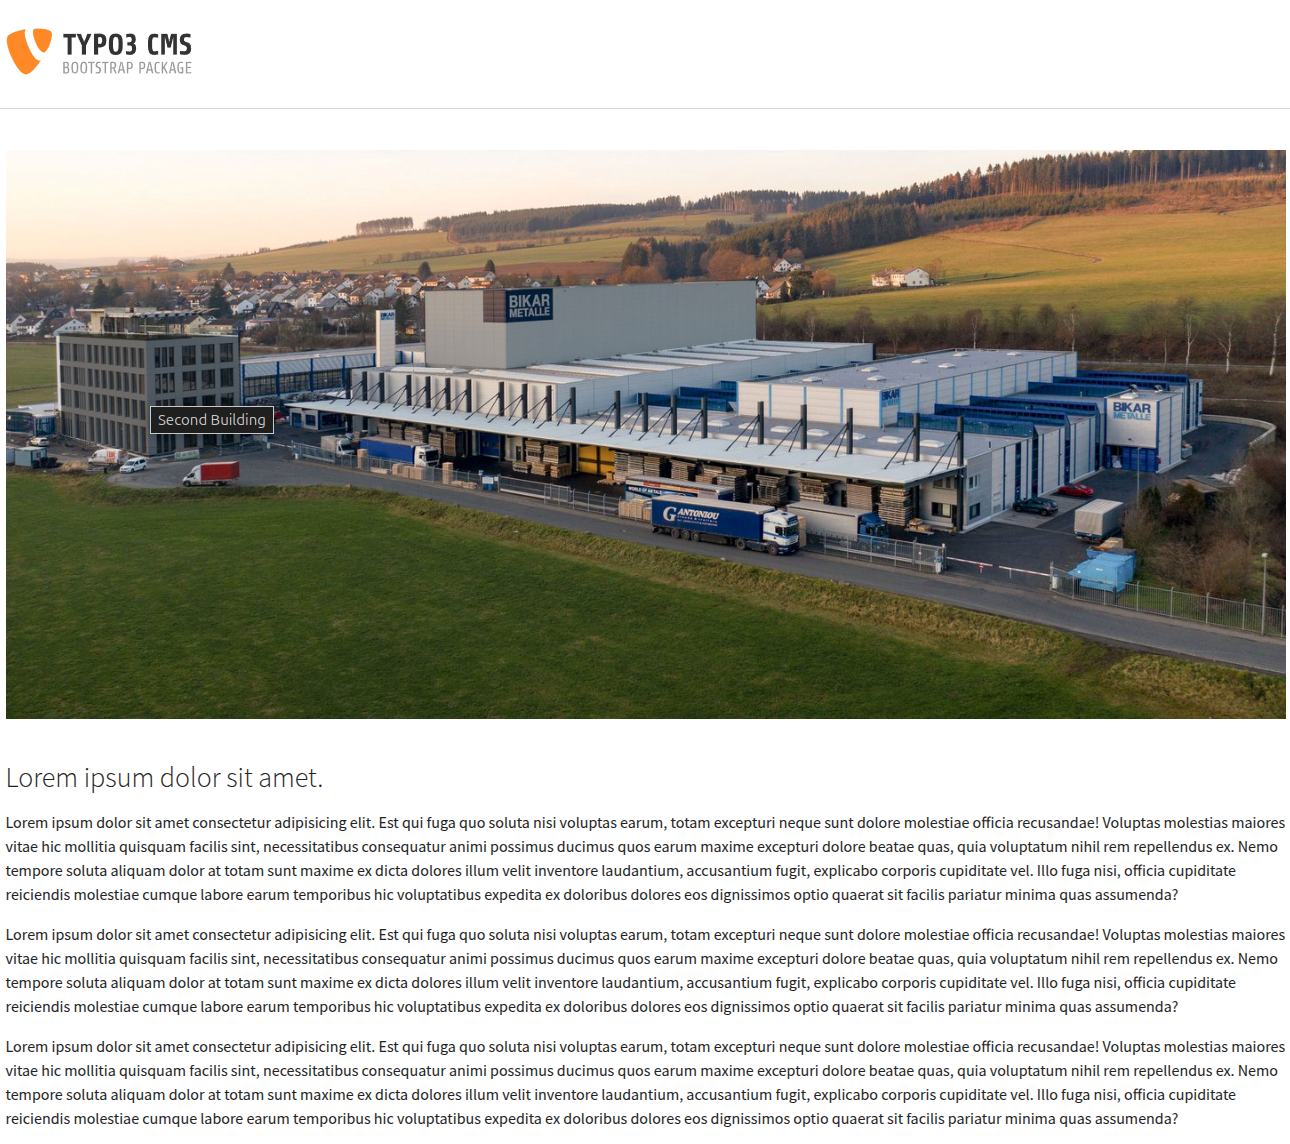 TYPO3 CMS
BOOTSTRAP PACKAGE
BIKAR
METALLE
BIKAR
BIKAR
BIKAR
METALLE
Second Building
WORLD OF METALS
G ANTONIOU
Lorem ipsum dolor sit amet.
Lorem ipsum dolor sit amet consectetur adipisicing elit. Est qui fuga quo soluta nisi voluptas earum, totam excepturi neque sunt dolore molestiae officia recusandae! Voluptas molestias maiores
vitae hic mollitia quisquam facilis sint, necessitatibus consequatur animi possimus ducimus quos earum maxime excepturi dolore beatae quas, quia voluptatum nihil rem repellendus ex. Nemo
tempore soluta aliquam dolor at totam sunt maxime ex dicta dolores illum velit inventore laudantium, accusantium fugit, explicabo corporis cupiditate vel. Illo fuga nisi, officia cupiditate
reiciendis molestiae cumque labore earum temporibus hic voluptatibus expedita ex doloribus dolores eos dignissimos optio quaerat sit facilis pariatur minima quas assumenda?
Lorem ipsum dolor sit amet consectetur adipisicing elit. Est qui fuga quo soluta nisi voluptas earum, totam excepturi neque sunt dolore molestiae officia recusandae! Voluptas molestias maiores
vitae hic mollitia quisquam facilis sint, necessitatibus consequatur animi possimus ducimus quos earum maxime excepturi dolore beatae quas, quia voluptatum nihil rem repellendus ex. Nemo
tempore soluta aliquam dolor at totam sunt maxime ex dicta dolores illum velit inventore laudantium, accusantium fugit, explicabo corporis cupiditate vel. Illo fuga nisi, officia cupiditate
reiciendis molestiae cumque labore earum temporibus hic voluptatibus expedita ex doloribus dolores eos dignissimos optio quaerat sit facilis pariatur minima quas assumenda?
Lorem ipsum dolor sit amet consectetur adipisicing elit. Est qui fuga quo soluta nisi voluptas earum, totam excepturi neque sunt dolore molestiae officia recusandae! Voluptas molestias maiores
vitae hic mollitia quisquam facilis sint, necessitatibus consequatur animi possimus ducimus quos earum maxime excepturi dolore beatae quas, quia voluptatum nihil rem repellendus ex. Nemo
tempore soluta aliquam dolor at totam sunt maxime ex dicta dolores illum velit inventore laudantium, accusantium fugit, explicabo corporis cupiditate vel. Illo fuga nisi, officia cupiditate
reiciendis molestiae cumque labore earum temporibus hic voluptatibus expedita ex doloribus dolores eos dignissimos optio quaerat sit facilis pariatur minima quas assumenda?